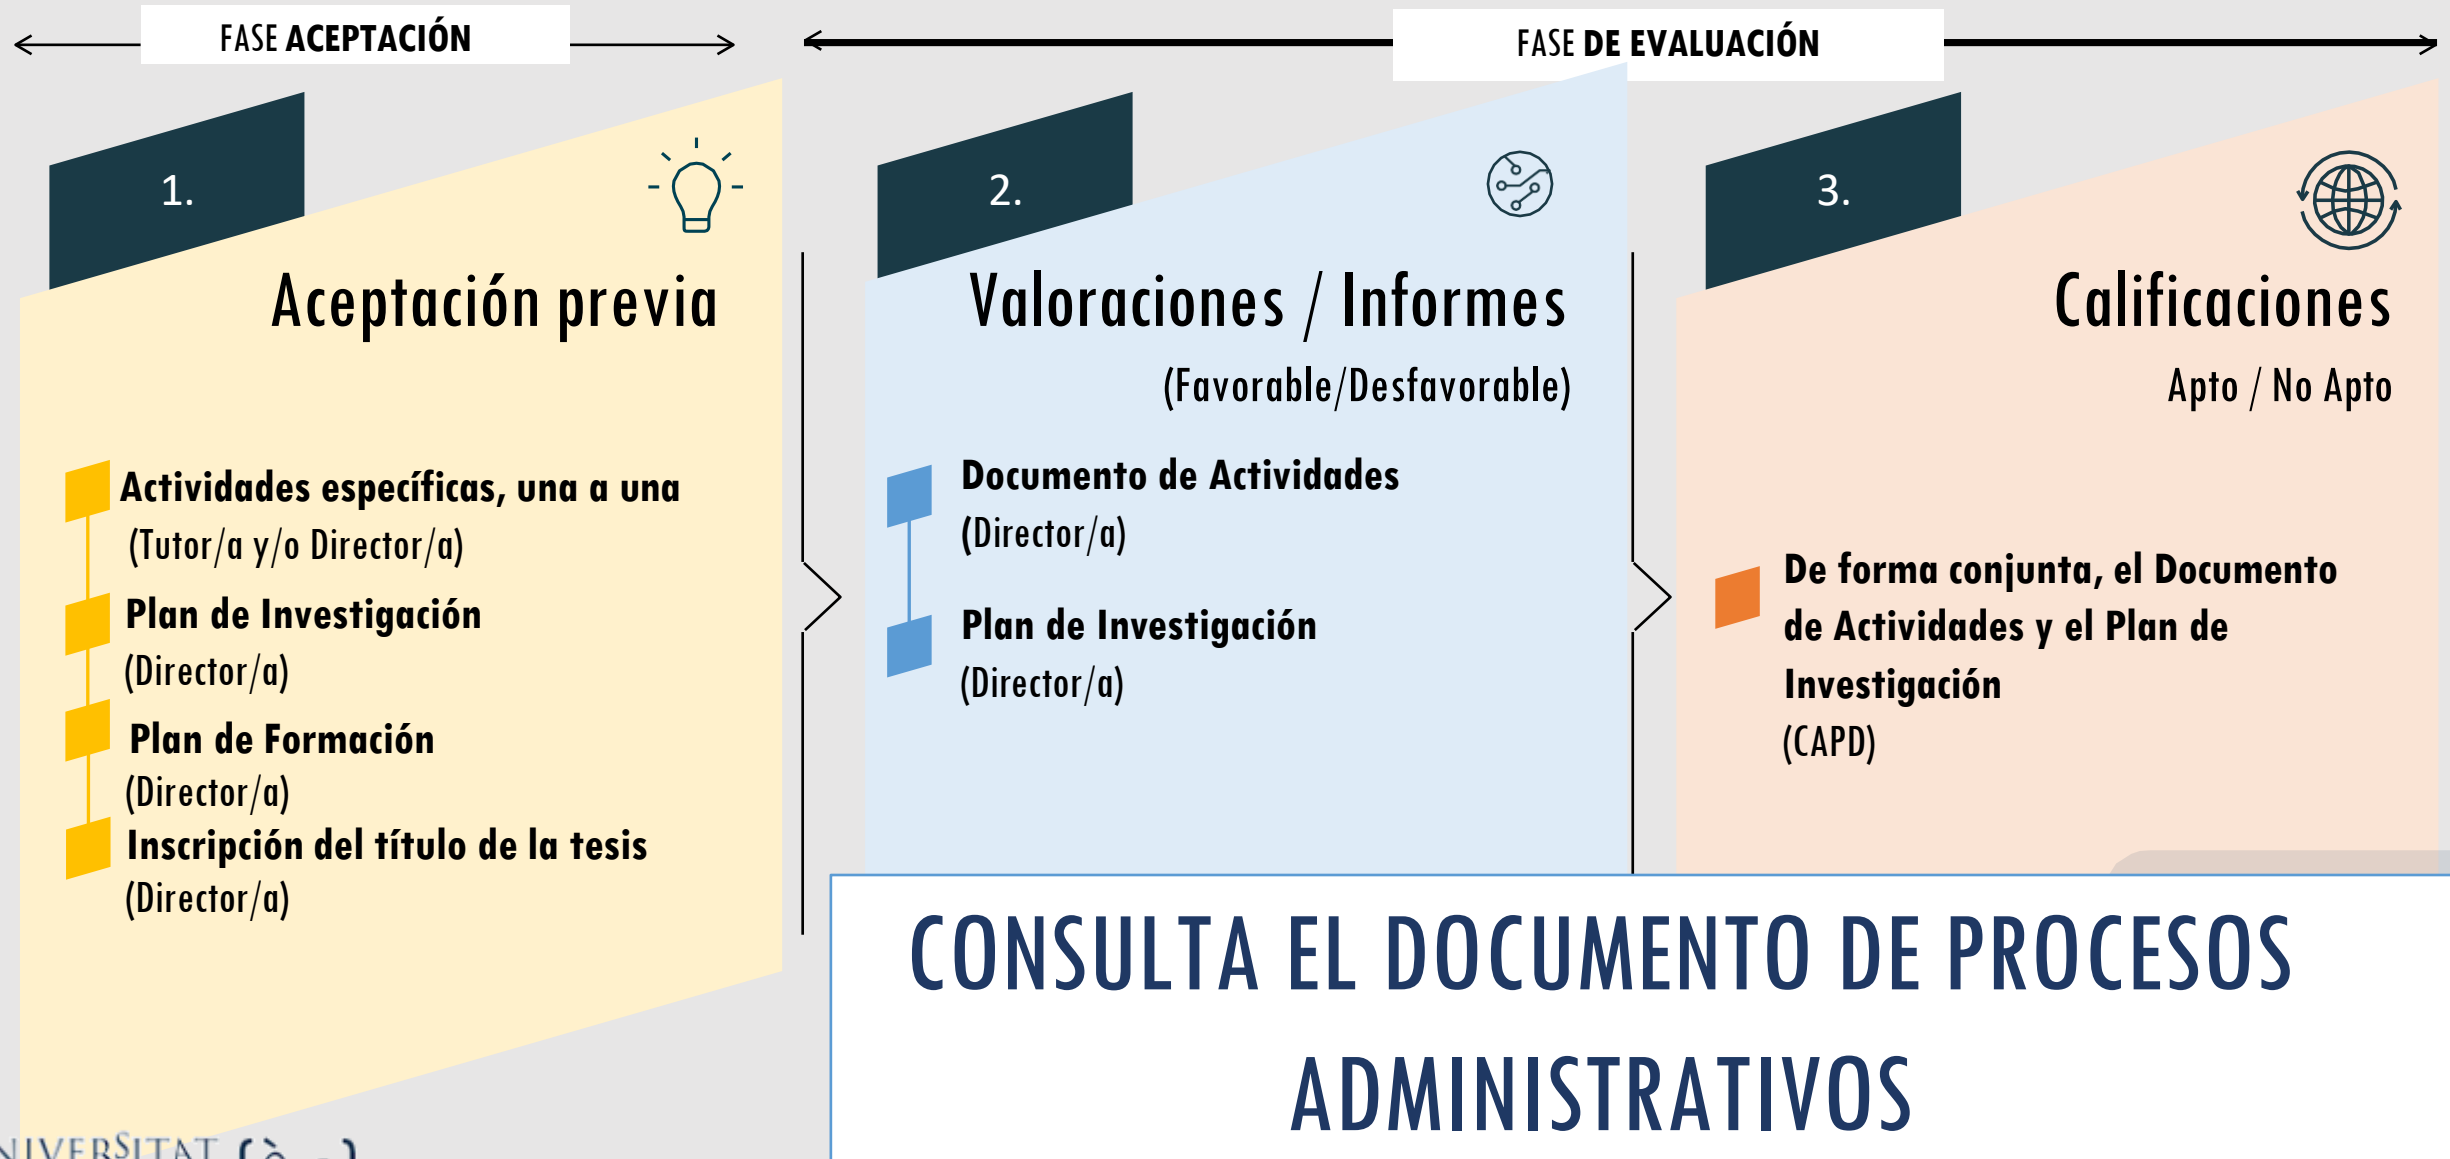 FASE ACEPTACIÓN
FASE DE EVALUACIÓN
1.
Aceptación previa
Actividades específicas, una a una
(Tutor/a y/o Director/a)
Plan de Investigación
(Director/a)
Plan de Formación
(Director/a)
Inscripción del título de la tesis
(Director/a)
2.
Valoraciones / Informes
(Favorable/Desfavorable)
Documento de Actividades
(Director/a)
Plan de Investigación
(Director/a)
3.
Calificaciones
Apto / No Apto
De forma conjunta, el Documento
de Actividades y el Plan de
Investigación
(CAPD)
CONSULTA EL DOCUMENTO DE PROCESOS
ADMINISTRATIVOS